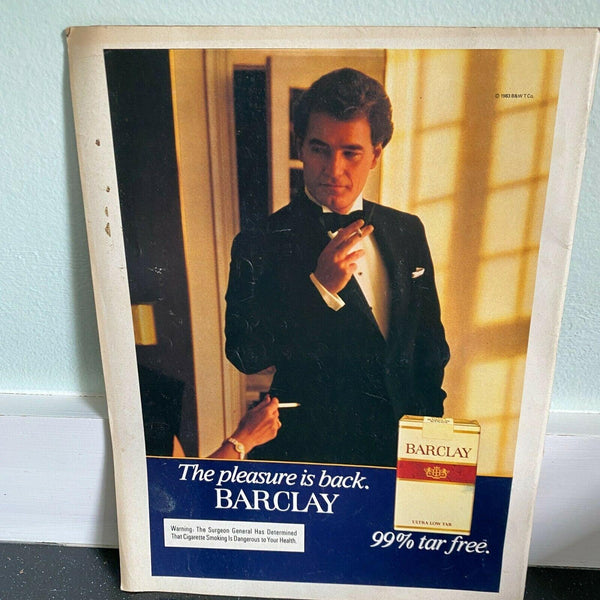 © 1983 B&W T Co.
The pleasure is back.
BARCLAY
Warning: The Surgeon General Has Determined
That Cigarette Smoking Is Dangerous to Your Health.
BARCLAY
ULTRA LOW TAR
99% tar free.